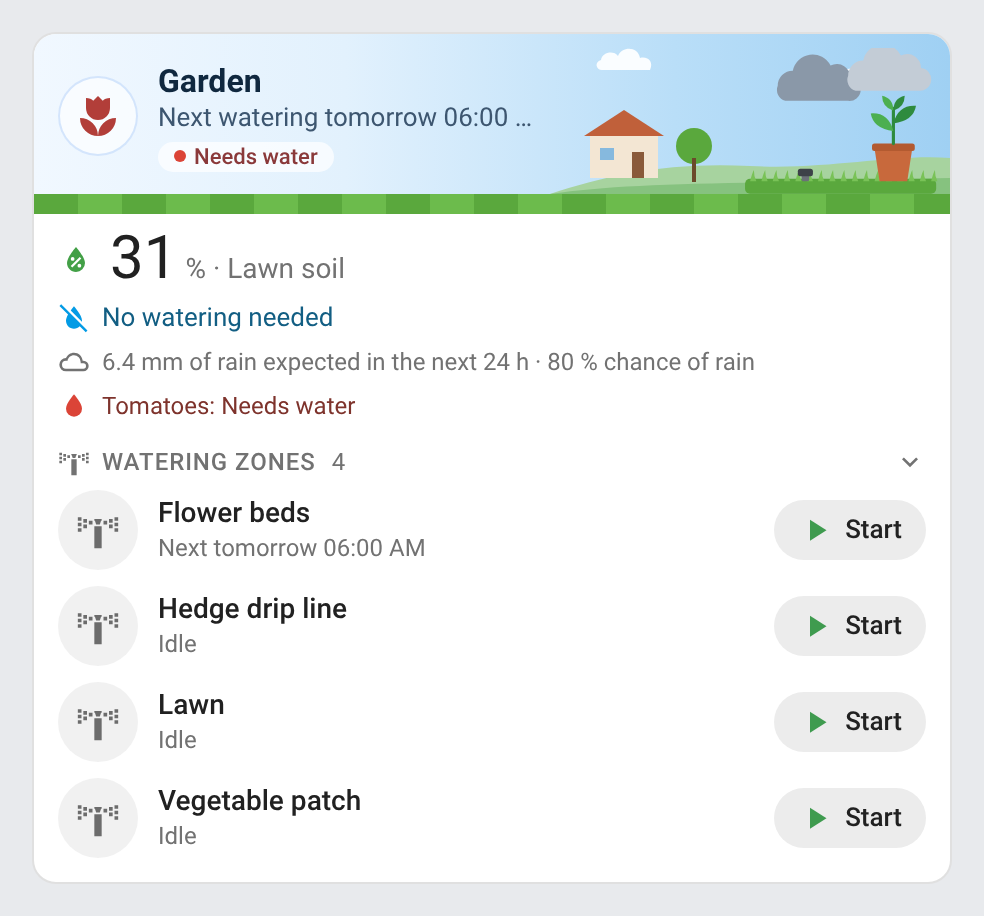 Garden
Next watering tomorrow 06:00 ...
Needs water
31 % · Lawn soil
No watering needed
6.4 mm of rain expected in the next 24 h · 80 % chance of rain
Tomatoes: Needs water
WATERING ZONES 4
Flower beds
Next tomorrow 06:00 AM
Start
Hedge drip line
Idle
Start
Lawn
Idle
Start
Vegetable patch
Idle
Start